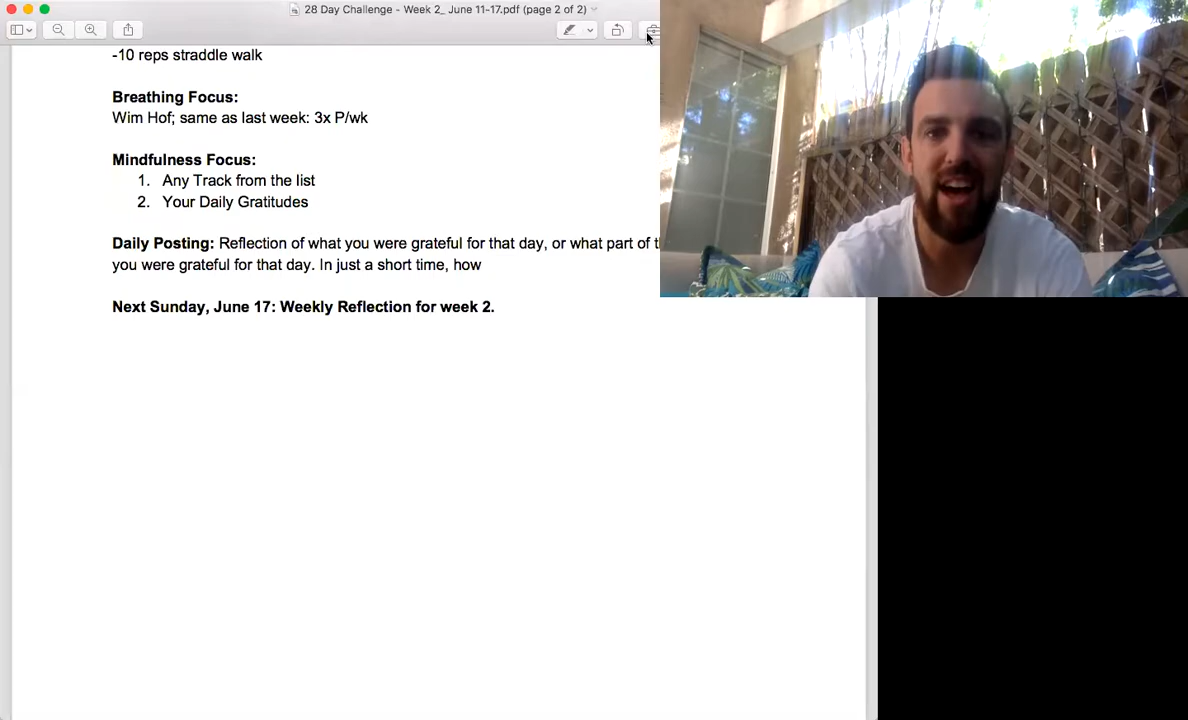 28 Day Challenge - Week 2_ June 11-17.pdf (page 2 of 2)
-10 reps straddle walk
Breathing Focus:
Wim Hof; same as last week: 3x P/wk
Mindfulness Focus:
1. Any Track from the list
2. Your Daily Gratitudes
Daily Posting: Reflection of what you were grateful for that day, or what part of
you were grateful for that day. In just a short time, how
Next Sunday, June 17: Weekly Reflection for week 2.